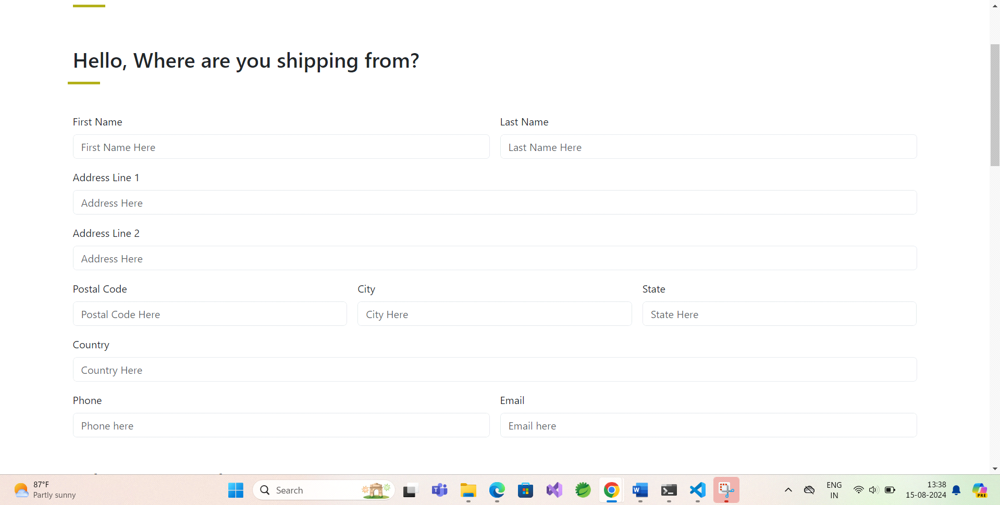 Hello, Where are you shipping from?
First Name Last Name
First Name Here Last Name Here
Address Line 1
Address Here
Address Line 2
Address Here
Postal Code City State
Postal Code Here City Here State Here
Country
Country Here
Phone Email
Phone here Email here
87°F
Partly sunny
Search
ENG
IN
13:38
15-08-2024
PRE